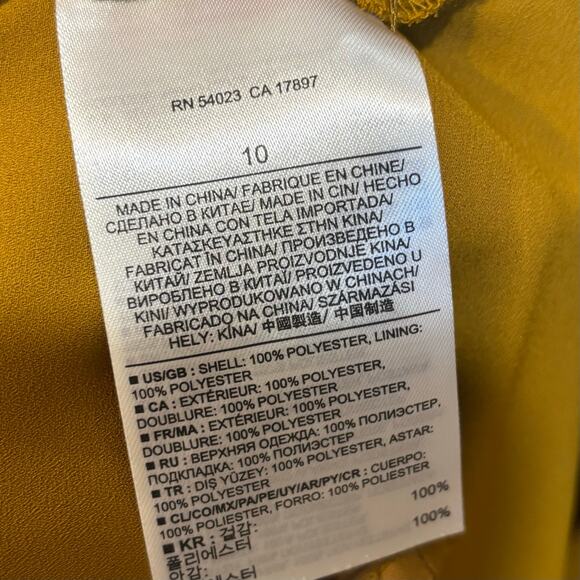 RN 54023 CA 17897
10
MADE IN CHINA/ FABRIQUE EN CHINE/
СДЕЛАНО В КИТАЕ/ MADE IN CIN/ HECHO
EN CHINA CON TELA IMPORTADA/
ΚΑΤΑΣΚΕΥΑΣΤΗΚΕ ΣΤΗΝ ΚΙΝΑ/
FABRICAT ÎN CHINA/ ПРОИЗВЕДЕНО В
КИТАЙ/ ZEMLJA PROIZVODNJE KINA/
ВИРОБЛЕНО В КИТАЇ/ PROIZVEDENO U
KINI/ WYPRODUKOWANO W CHINACH/
FABRICADO NA CHINA/ SZÁRMAZÁSI
HELY: KÍNA/ 中國製造/ 中国制造
■ US/GB : SHELL: 100% POLYESTER, LINING:
100% POLYESTER
■ CA : EXTÉRIEUR: 100% POLYESTER,
DOUBLURE: 100% POLYESTER
■ FR/MA : EXTÉRIEUR: 100% POLYESTER,
DOUBLURE: 100% POLYESTER
■ RU : ВЕРХНЯЯ ОДЕЖДА: 100% ПОЛИЭСТЕР,
ПОДКЛАДКА: 100% ПОЛИЭСТЕР
■ TR : DIŞ YÜZEY: 100% POLYESTER, ASTAR:
100% POLYESTER
■ CL/CO/MX/PA/PE/UY/AR/PY/CR : CUERPO:
100% POLIESTER, FORRO: 100% POLIESTER
■ KR : 겉감: 100%
폴리에스터
안감: 100%